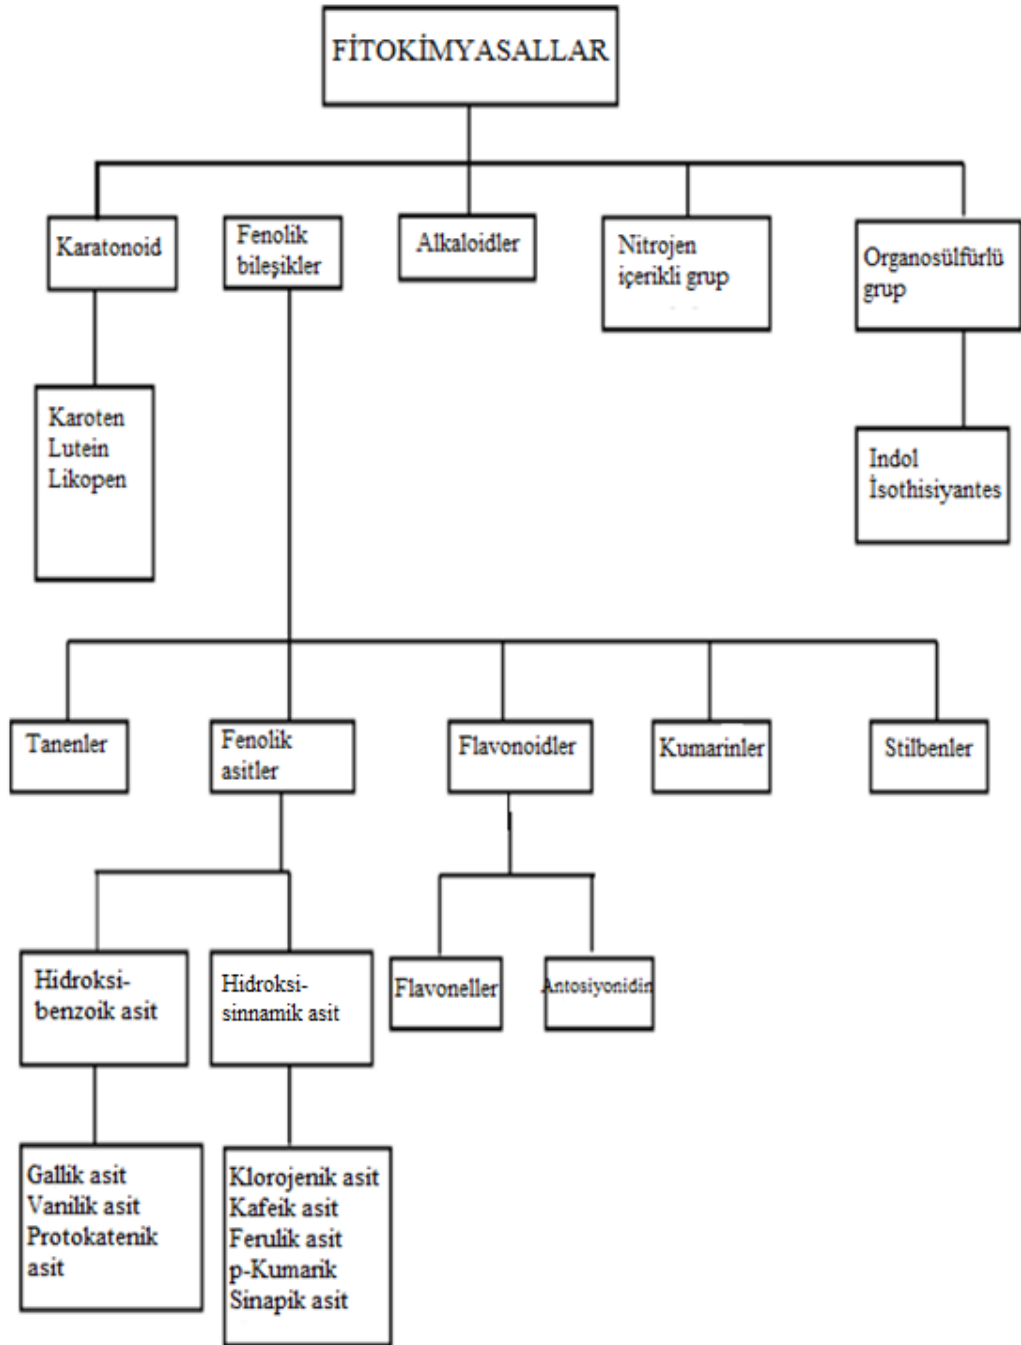 FİTOKİMYASALLAR
Karatonoid
Fenolik
bileşikler
Alkaloidler
Nitrojen
içerikli grup
Organosülfürlü
grup
Karoten
Lutein
Likopen
Indol
İsothisiyantes
Tanenler
Fenolik
asitler
Flavonoidler
Kumarinler
Stilbenler
Hidroksi-
benzoik asit
Hidroksi-
sinnamik asit
Flavoneller
Antosiyonidin
Gallik asit
Vanilik asit
Protokatenik
asit
Klorojenik asit
Kafeik asit
Ferulik asit
p-Kumarik
Sinapik asit